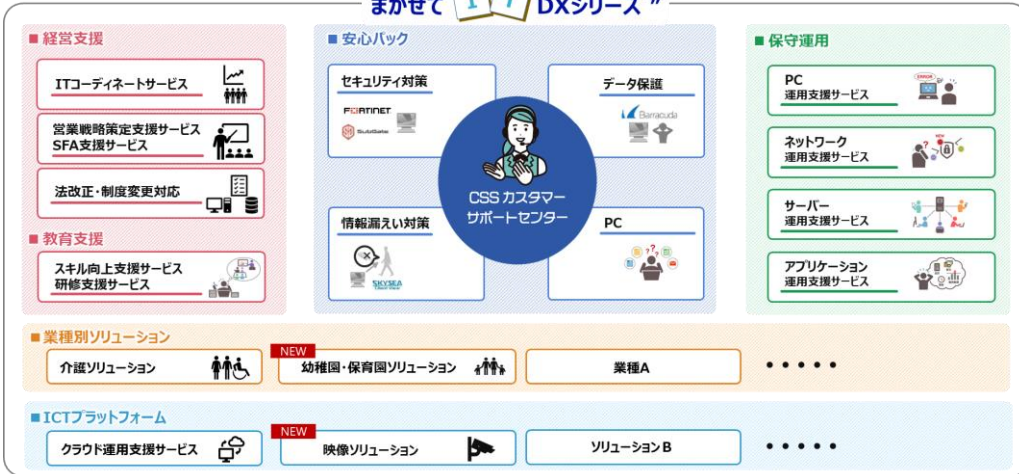 まかせて IT DXシリーズ ”
■ 経営支援
ITコーディネートサービス
営業戦略策定支援サービス
SFA支援サービス
法改正・制度変更対応
■ 教育支援
スキル向上支援サービス
研修支援サービス
■ 安心パック
セキュリティ対策
FORTINET
SubGate
データ保護
Barracuda
CSS カスタマー
サポートセンター
情報漏えい対策
SKYSEA
Client View
PC
■ 保守運用
PC
運用支援サービス
ERROR
ネットワーク
運用支援サービス
サーバー
運用支援サービス
アプリケーション
運用支援サービス
■ 業種別ソリューション
介護ソリューション
NEW
幼稚園・保育園ソリューション
業種A
• • • • •
■ ICTプラットフォーム
クラウド運用支援サービス
NEW
映像ソリューション
ソリューションB
• • • • •